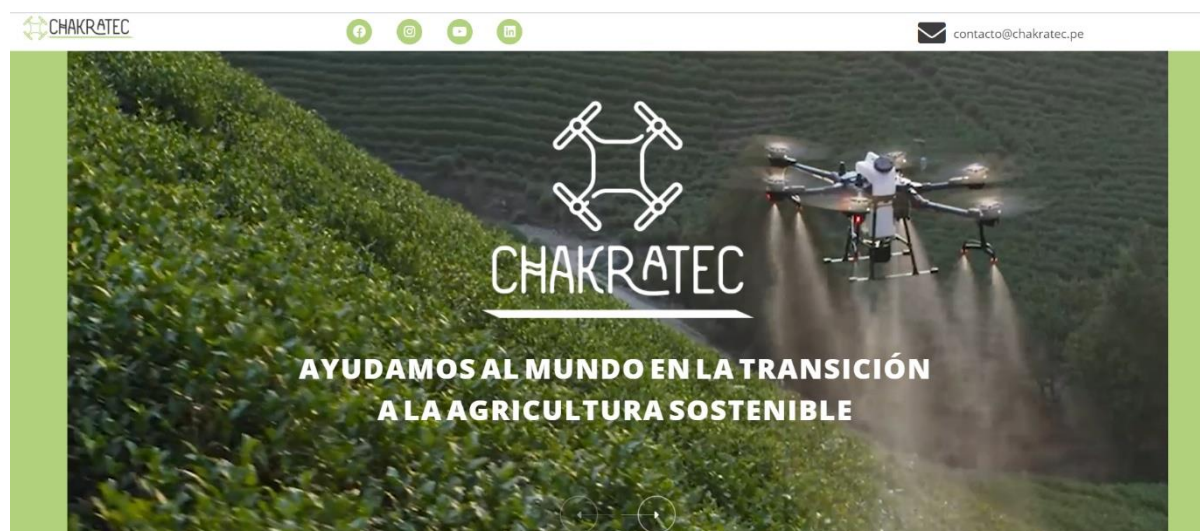 CHAKRATEC
contacto@chakratec.pe
CHAKRATEC
AYUDAMOS AL MUNDO EN LA TRANSICIÓN
A LA AGRICULTURA SOSTENIBLE